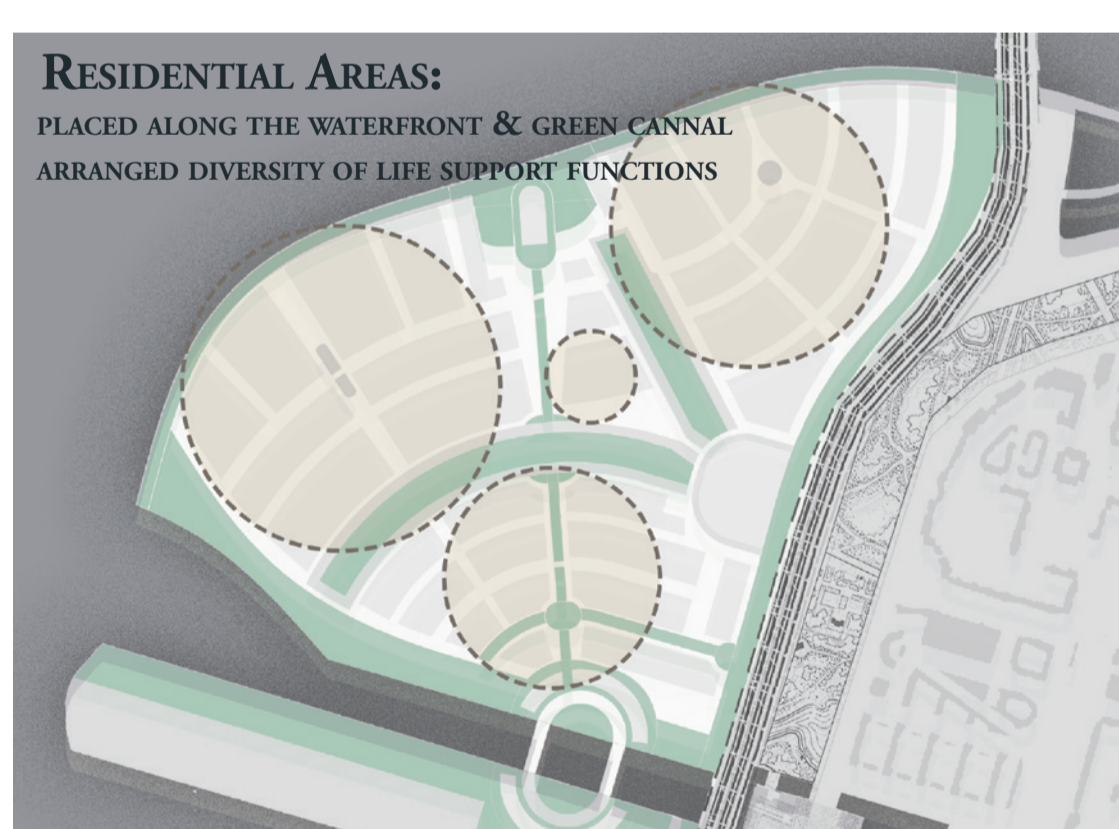 Residential Areas:
placed along the waterfront & green cannal
arranged diversity of life support functions